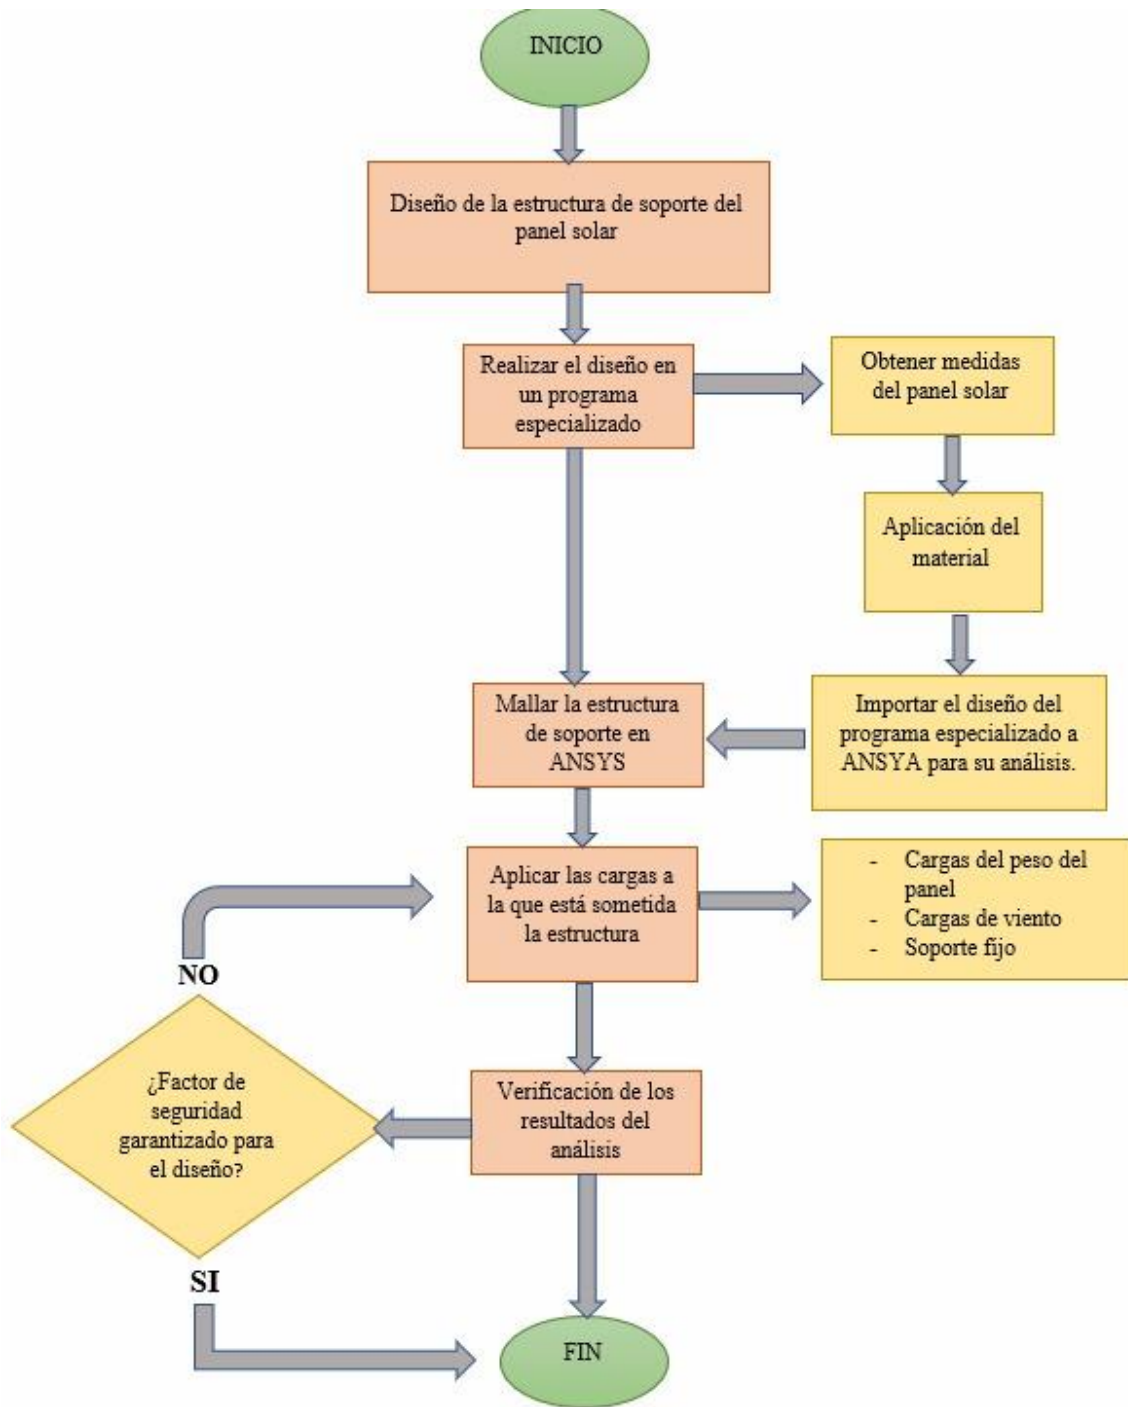 INICIO
Diseño de la estructura de soporte del
panel solar
Realizar el diseño en
un programa
especializado
Obtener medidas
del panel solar
Aplicación del
material
Importar el diseño del
programa especializado a
ANSYA para su análisis.
Mallar la estructura
de soporte en
ANSYS
Aplicar las cargas a
la que está sometida
la estructura
- Cargas del peso del
panel
- Cargas de viento
- Soporte fijo
NO
¿Factor de
seguridad
garantizado para
el diseño?
Verificación de los
resultados del
análisis
SI
FIN